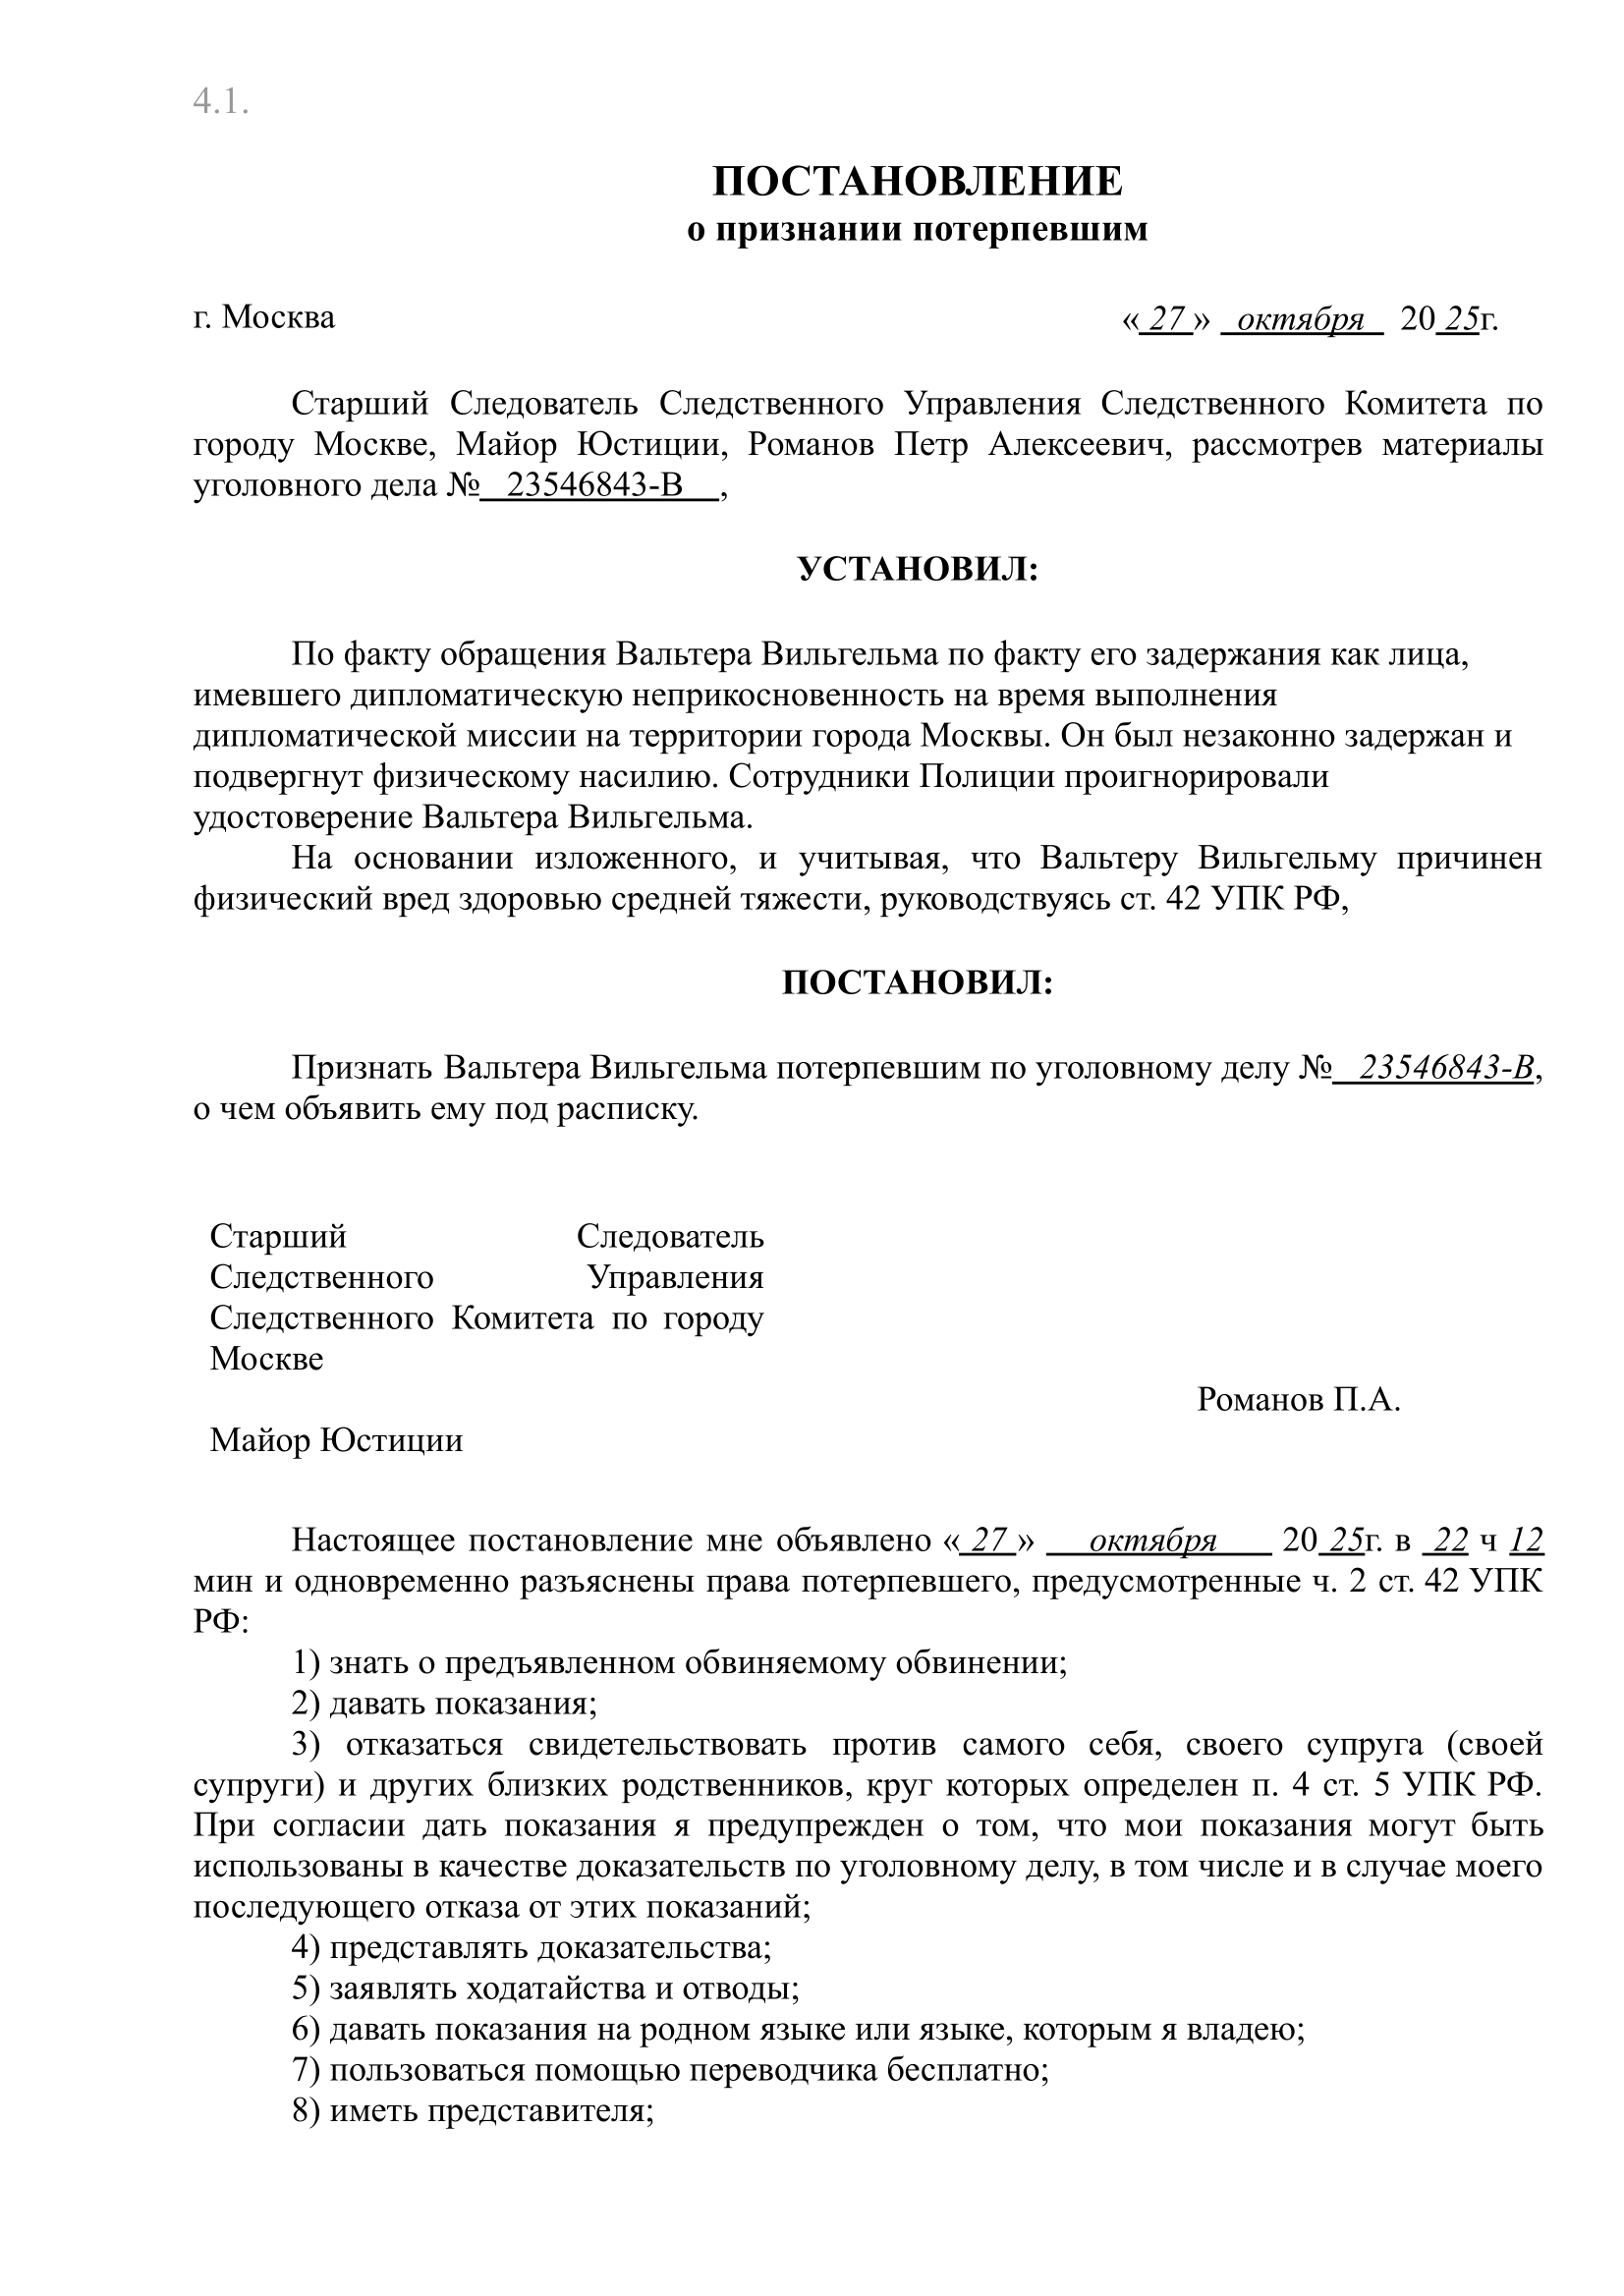 4.1.
ПОСТАНОВЛЕНИЕ
о признании потерпевшим
г. Москва « 27 » октября 20 25г.
Старший Следователь Следственного Управления Следственного Комитета по
городу Москве, Майор Юстиции, Романов Петр Алексеевич, рассмотрев материалы
уголовного дела № 23546843-В ,
УСТАНОВИЛ:
По факту обращения Вальтера Вильгельма по факту его задержания как лица,
имевшего дипломатическую неприкосновенность на время выполнения
дипломатической миссии на территории города Москвы. Он был незаконно задержан и
подвергнут физическому насилию. Сотрудники Полиции проигнорировали
удостоверение Вальтера Вильгельма.
На основании изложенного, и учитывая, что Вальтеру Вильгельму причинен
физический вред здоровью средней тяжести, руководствуясь ст. 42 УПК РФ,
ПОСТАНОВИЛ:
Признать Вальтера Вильгельма потерпевшим по уголовному делу № 23546843-В,
о чем объявить ему под расписку.
Старший Следователь
Следственного Управления
Следственного Комитета по городу
Москве
Романов П.А.
Майор Юстиции
Настоящее постановление мне объявлено « 27 » октября 20 25г. в 22 ч 12
мин и одновременно разъяснены права потерпевшего, предусмотренные ч. 2 ст. 42 УПК
РФ:
1) знать о предъявленном обвиняемому обвинении;
2) давать показания;
3) отказаться свидетельствовать против самого себя, своего супруга (своей
супруги) и других близких родственников, круг которых определен п. 4 ст. 5 УПК РФ.
При согласии дать показания я предупрежден о том, что мои показания могут быть
использованы в качестве доказательств по уголовному делу, в том числе и в случае моего
последующего отказа от этих показаний;
4) представлять доказательства;
5) заявлять ходатайства и отводы;
6) давать показания на родном языке или языке, которым я владею;
7) пользоваться помощью переводчика бесплатно;
8) иметь представителя;